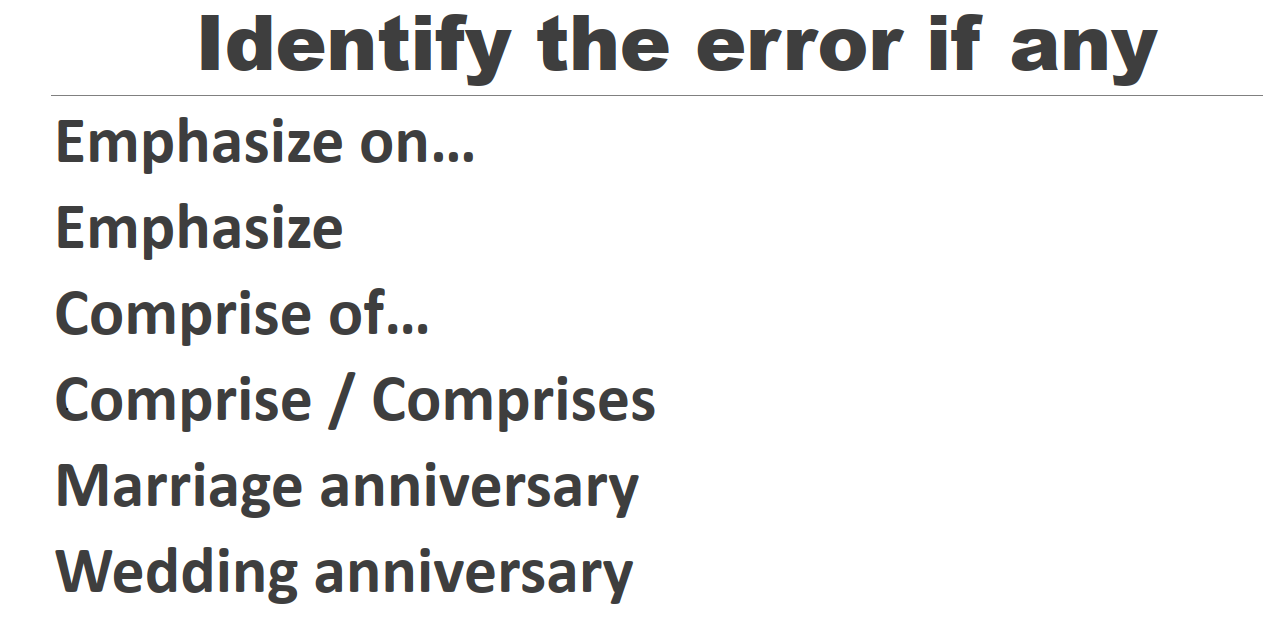 Identify the error if any
Emphasize on…
Emphasize
Comprise of…
Comprise / Comprises
Marriage anniversary
Wedding anniversary